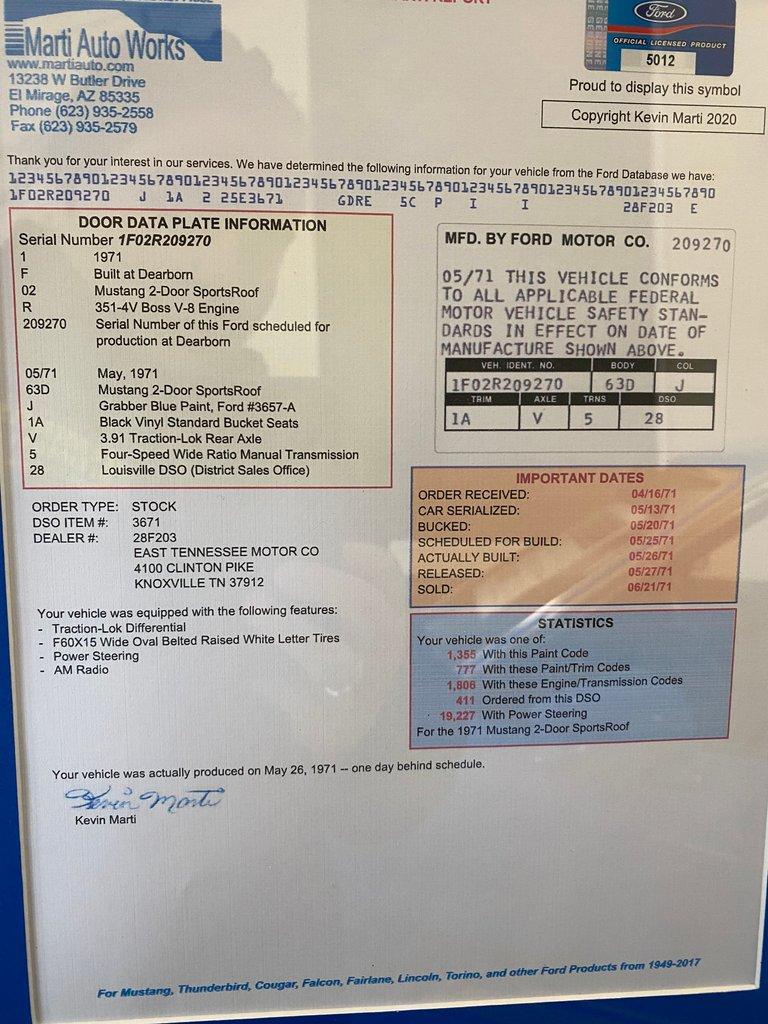 REPORT
Marti Auto Works
www.martiauto.com
13238 W Butler Drive
El Mirage, AZ 85335
Phone (623) 935-2558
Fax (623) 935-2579
Ford
OFFICIAL LICENSED PRODUCT
5012
Proud to display this symbol
Copyright Kevin Marti 2020
Thank you for your interest in our services. We have determined the following information for your vehicle from the Ford Database we have:
12345678901234567890123456789012345678901234567890123456789012345678901234567890
1F02R209270 J 1A 2 25E3671 GDRE 5C P I I 28F203 E
DOOR DATA PLATE INFORMATION
Serial Number 1F02R209270
1 1971
F Built at Dearborn
02 Mustang 2-Door SportsRoof
R 351-4V Boss V-8 Engine
209270 Serial Number of this Ford scheduled for
production at Dearborn
05/71 May, 1971
63D Mustang 2-Door SportsRoof
J Grabber Blue Paint, Ford #3657-A
1A Black Vinyl Standard Bucket Seats
V 3.91 Traction-Lok Rear Axle
5 Four-Speed Wide Ratio Manual Transmission
28 Louisville DSO (District Sales Office)
MFD. BY FORD MOTOR CO. 209270
05/71 THIS VEHICLE CONFORMS
TO ALL APPLICABLE FEDERAL
MOTOR VEHICLE SAFETY STAN-
DARDS IN EFFECT ON DATE OF
MANUFACTURE SHOWN ABOVE.
VEH. IDENT. NO. BODY COL
1F02R209270 63D J
TRIM AXLE TRNS DSO
1A V 5 28
ORDER TYPE: STOCK
DSO ITEM #: 3671
DEALER #: 28F203
EAST TENNESSEE MOTOR CO
4100 CLINTON PIKE
KNOXVILLE TN 37912
IMPORTANT DATES
ORDER RECEIVED: 04/16/71
CAR SERIALIZED: 05/13/71
BUCKED: 05/20/71
SCHEDULED FOR BUILD: 05/25/71
ACTUALLY BUILT: 05/26/71
RELEASED: 05/27/71
SOLD: 06/21/71
Your vehicle was equipped with the following features:
- Traction-Lok Differential
- F60X15 Wide Oval Belted Raised White Letter Tires
- Power Steering
- AM Radio
STATISTICS
Your vehicle was one of:
1,355 With this Paint Code
777 With these Paint/Trim Codes
1,806 With these Engine/Transmission Codes
411 Ordered from this DSO
19,227 With Power Steering
For the 1971 Mustang 2-Door SportsRoof
Your vehicle was actually produced on May 26, 1971 -- one day behind schedule.
Kevin Marti
Kevin Marti
For Mustang, Thunderbird, Cougar, Falcon, Fairlane, Lincoln, Torino, and other Ford Products from 1949-2017